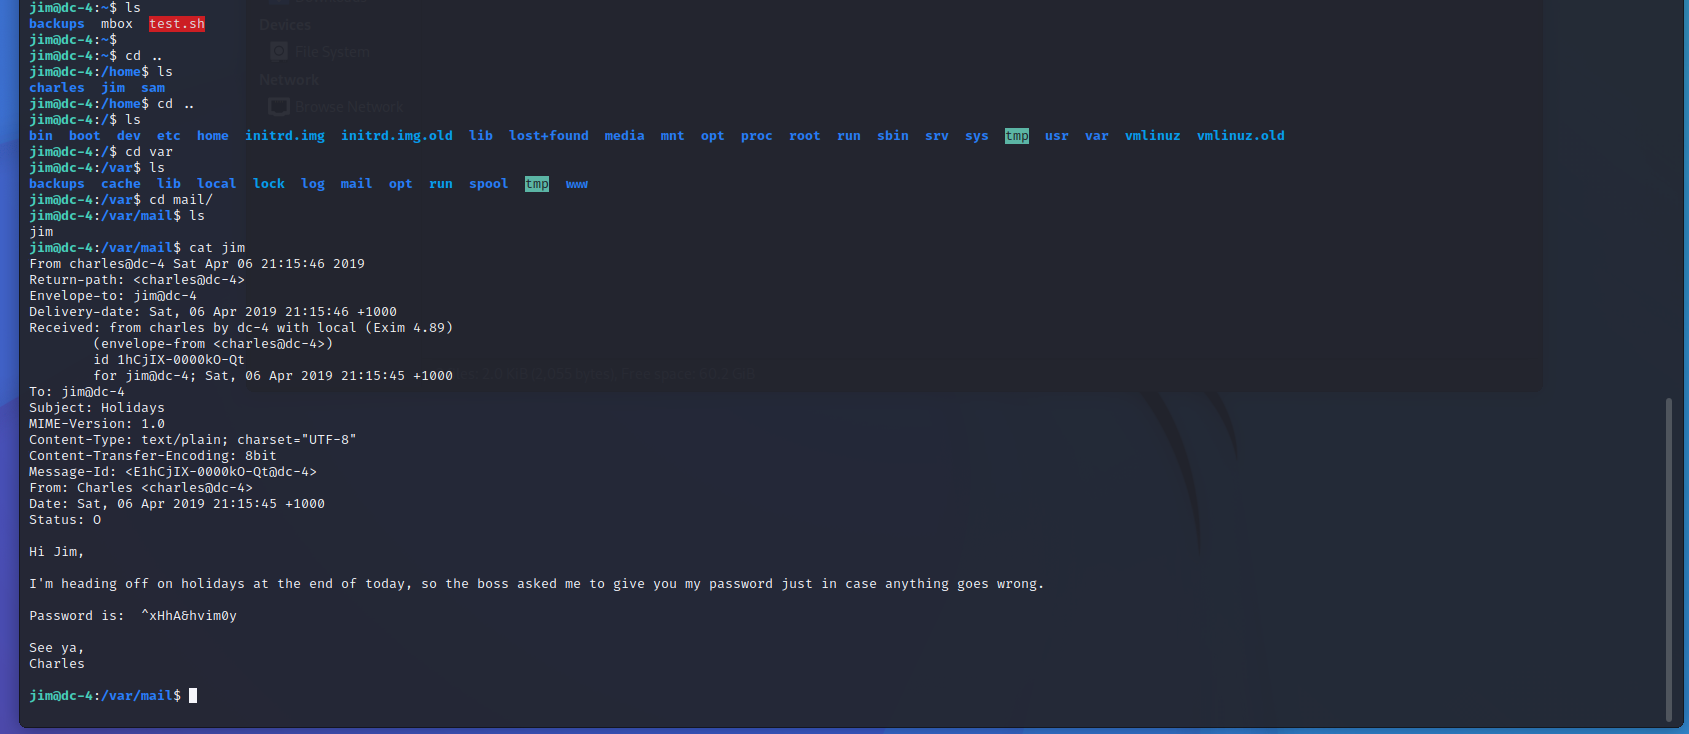 jim@dc-4:~$ ls
backups mbox test.sh
jim@dc-4:~$
jim@dc-4:~$ cd ..
jim@dc-4:/home$ ls
charles jim sam
jim@dc-4:/home$ cd ..
jim@dc-4:/$ ls
bin boot dev etc home initrd.img initrd.img.old lib lost+found media mnt opt proc root run sbin srv sys tmp usr var vmlinuz vmlinuz.old
jim@dc-4:/$ cd var
jim@dc-4:/var$ ls
backups cache lib local lock log mail opt run spool tmp www
jim@dc-4:/var$ cd mail/
jim@dc-4:/var/mail$ ls
jim
jim@dc-4:/var/mail$ cat jim
From charles@dc-4 Sat Apr 06 21:15:46 2019
Return-path: <charles@dc-4>
Envelope-to: jim@dc-4
Delivery-date: Sat, 06 Apr 2019 21:15:46 +1000
Received: from charles by dc-4 with local (Exim 4.89)
(envelope-from <charles@dc-4>)
id 1hCjIX-0000kO-Qt
for jim@dc-4; Sat, 06 Apr 2019 21:15:45 +1000
To: jim@dc-4
Subject: Holidays
MIME-Version: 1.0
Content-Type: text/plain; charset="UTF-8"
Content-Transfer-Encoding: 8bit
Message-Id: <E1hCjIX-0000kO-Qt@dc-4>
From: Charles <charles@dc-4>
Date: Sat, 06 Apr 2019 21:15:45 +1000
Status: O
Hi Jim,
I'm heading off on holidays at the end of today, so the boss asked me to give you my password just in case anything goes wrong.
Password is:  ^xHhA&hvim0y
See ya,
Charles
jim@dc-4:/var/mail$
Devices
File System
Network
Browse Network